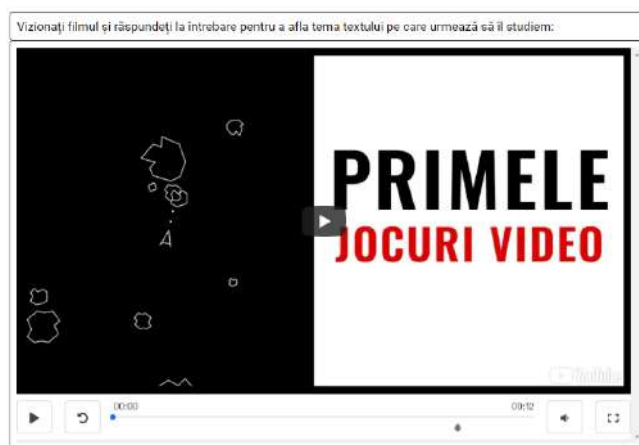 Vizionați filmul și răspundeți la întrebare pentru a afla tema textului pe care urmează să îl studiem:
PRIMELE
JOCURI VIDEO
YouTube
00:00
09:12